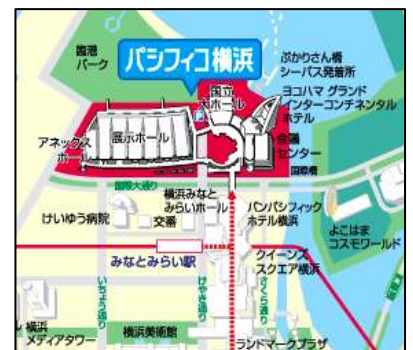 臨港
パーク
パシフィコ横浜
ぷかりさん橋
シーバス発着所
国立
大ホール
ヨコハマ グランド
インターコンチネンタル
ホテル
アネックス
ホール
展示ホール
会議
センター
国際橋
国際大通り
横浜みなと
みらいホール
パンパシフィック
ホテル横浜
けいゆう病院
交番
よこはま
コスモワールド
みなとみらい駅
クイーンズ
スクエア横浜
いちょう通り
けやき通り
さくら通り
横浜
メディアタワー
横浜美術館
ランドマークプラザ